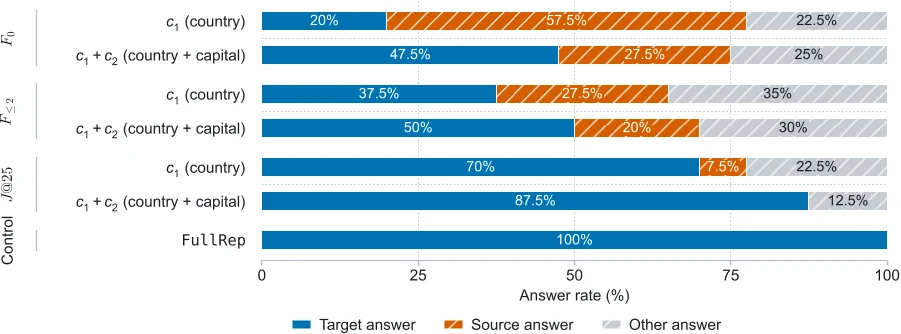 F0
c1 (country)
20% 57.5% 22.5%
c1 + c2 (country + capital)
47.5% 27.5% 25%
F≤2
c1 (country)
37.5% 27.5% 35%
c1 + c2 (country + capital)
50% 20% 30%
J@25
c1 (country)
70% 7.5% 22.5%
c1 + c2 (country + capital)
87.5% 12.5%
Control
FullRep
100%
0 25 50 75 100
Answer rate (%)
Target answer Source answer Other answer